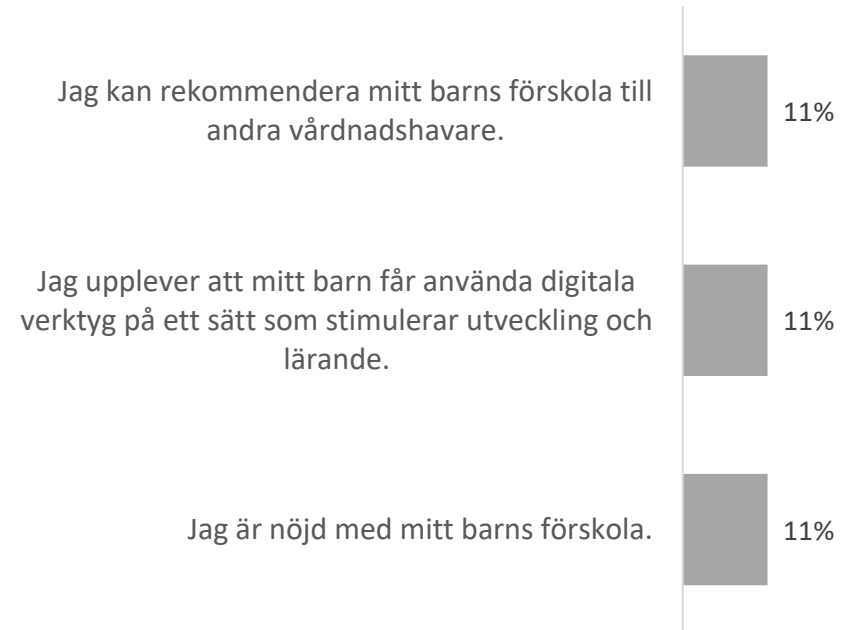 Jag kan rekommendera mitt barns förskola till
andra vårdnadshavare.
11%
Jag upplever att mitt barn får använda digitala
verktyg på ett sätt som stimulerar utveckling och
lärande.
11%
Jag är nöjd med mitt barns förskola.
11%